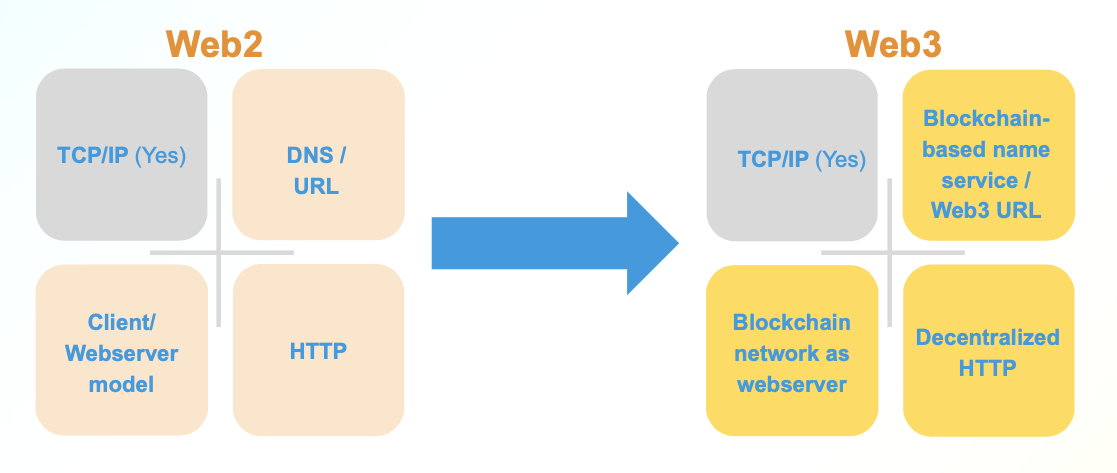 Web2
TCP/IP (Yes)
DNS /
URL
Client/
Webserver
model
HTTP
Web3
TCP/IP (Yes)
Blockchain-
based name
service /
Web3 URL
Blockchain
network as
webserver
Decentralized
HTTP